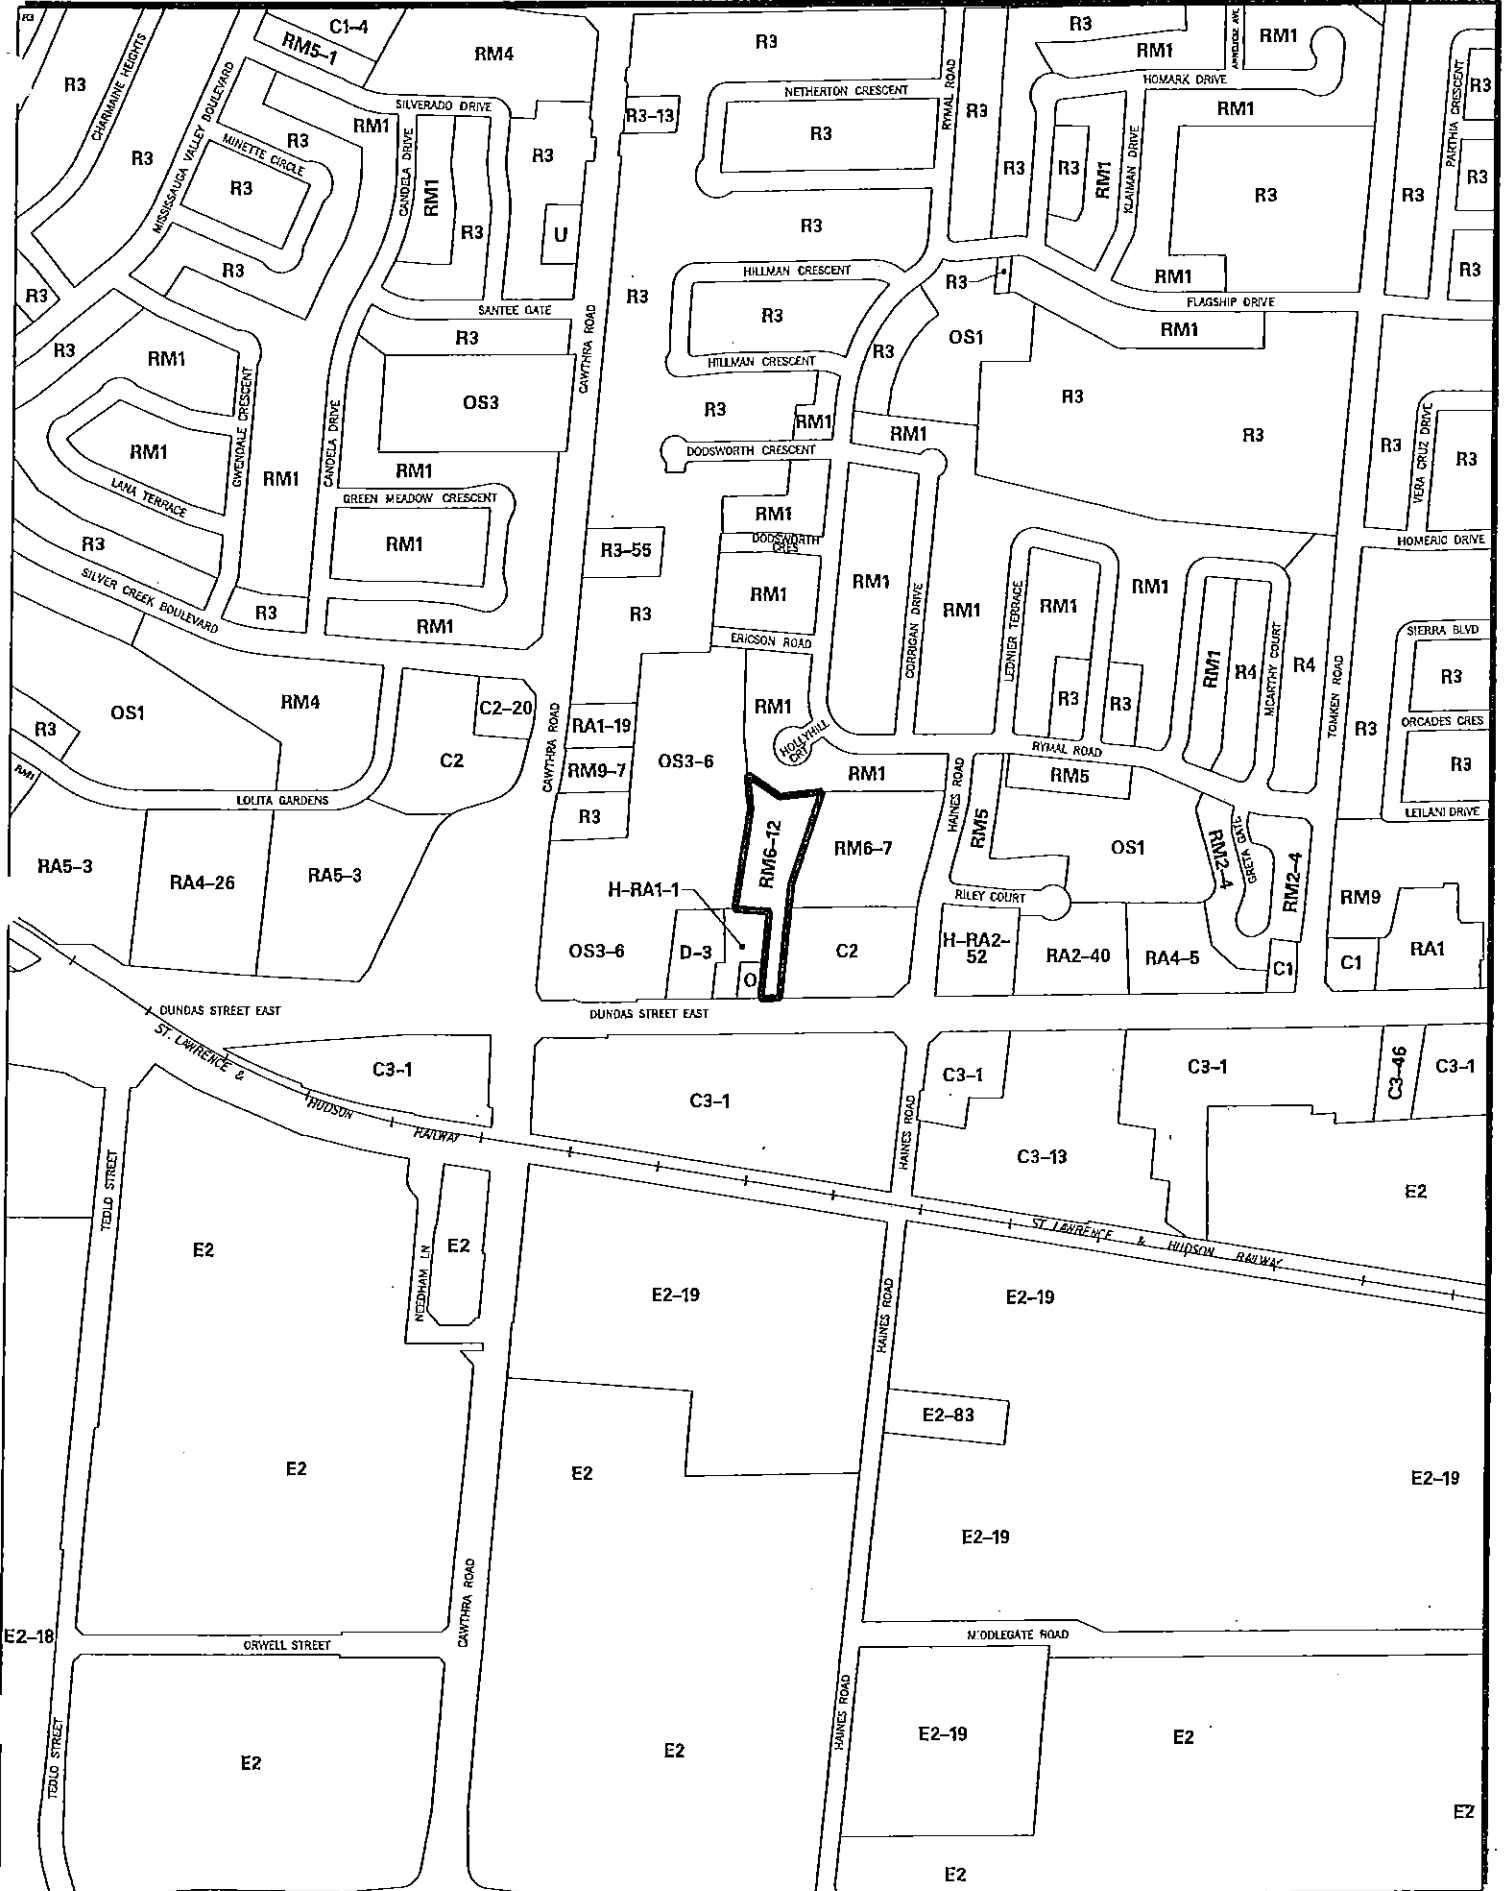 R3
C1-4
RM5-1
RM4
R3
R3
RM1
RM1
ANNEDON AVE
R3
CHARMAINE HEIGHTS
MISSISSAUGA VALLEY BOULEVARD
SILVERADO DRIVE
R3-13
NETHERTON CRESCENT
RYMAL ROAD
R3
HOMARK DRIVE
RM1
PARTHIA CRESCENT
R3
R3
R3
MINETTE CIRCLE
RM1
R3
CANDELA DRIVE
RM1
R3
R3
R3
R3
RM1
KLAIMAN DRIVE
R3
R3
R3
R3
R3
U
R3
R3
R3
R3
HILLMAN CRESCENT
R3
RM1
FLAGSHIP DRIVE
RM1
SANTEE GATE
R3
CAWTHRA ROAD
R3
HILLMAN CRESCENT
R3
OS1
R3
RM1
GWENDALE CRESCENT
CANDELA DRIVE
OS3
R3
RM1
RM1
R3
R3
R3
VERA CRUZ DRIVE
R3
RM1
LANA TERRACE
RM1
RM1
GREEN MEADOW CRESCENT
RM1
DODSWORTH CRESCENT
RM1
DODSWORTH
CRES
R3-55
RM1
RM1
CORRIGAN DRIVE
RM1
HOMERIC DRIVE
R3
SILVER CREEK BOULEVARD
R3
RM1
R3
ERICSON ROAD
LEDNIER TERRACE
RM1
RM1
RM1
R4
MCARTHY COURT
R4
TOMKEN ROAD
SIERRA BLVD
R3
ORCADES CRES
R3
R3
LEILANI DRIVE
OS1
R3
RM1
RM4
C2-20
C2
CAWTHRA ROAD
RA1-19
RM9-7
R3
OS3-6
RM1
HOLLYHILL
CRT
RM1
R3
R3
RYMAL ROAD
RM5
HAINES ROAD
RM5
LOLITA GARDENS
RA5-3
RA4-26
RA5-3
H-RA1-1
RM6-12
RM6-7
OS1
RM2-4
GRETA GATE
RM2-4
RM9
RA1
RILEY COURT
OS3-6
D-3
O
C2
H-RA2-
52
RA2-40
RA4-5
C1
C1
DUNDAS STREET EAST
DUNDAS STREET EAST
ST. LAWRENCE &
HUDSON
RAILWAY
C3-1
C3-1
HAINES ROAD
C3-1
C3-13
C3-1
C3-46
C3-1
E2
TEDLO STREET
E2
NEEDHAM LN
E2
ST. LAWRENCE & HUDSON RAILWAY
E2-19
HAINES ROAD
E2-19
E2-83
E2
E2
E2-19
E2-19
CAWTHRA ROAD
E2-18
ORWELL STREET
MIDDLEGATE ROAD
TEDLO STREET
E2
E2
HAINES ROAD
E2-19
E2
E2
E2